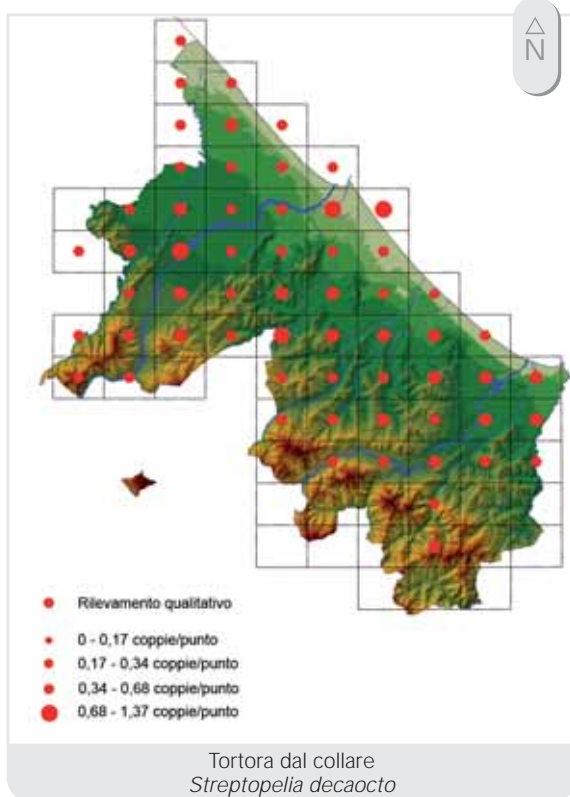 N
Rilevamento qualitativo
0 - 0,17 coppie/punto
0,17 - 0,34 coppie/punto
0,34 - 0,68 coppie/punto
0,68 - 1,37 coppie/punto
Tortora dal collare
Streptopelia decaocto